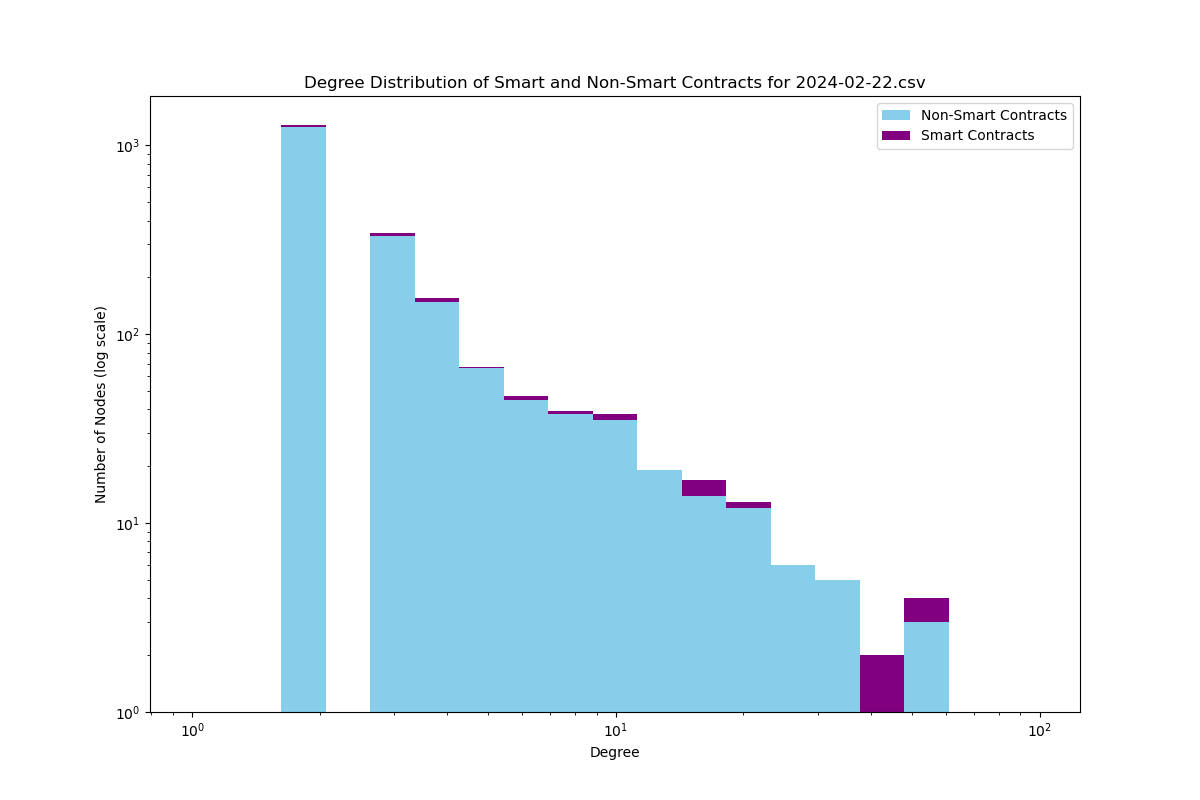 Degree Distribution of Smart and Non-Smart Contracts for 2024-02-22.csv
Non-Smart Contracts
Smart Contracts
Number of Nodes (log scale)
10³
10²
10¹
10⁰
10⁰ 10¹ 10²
Degree